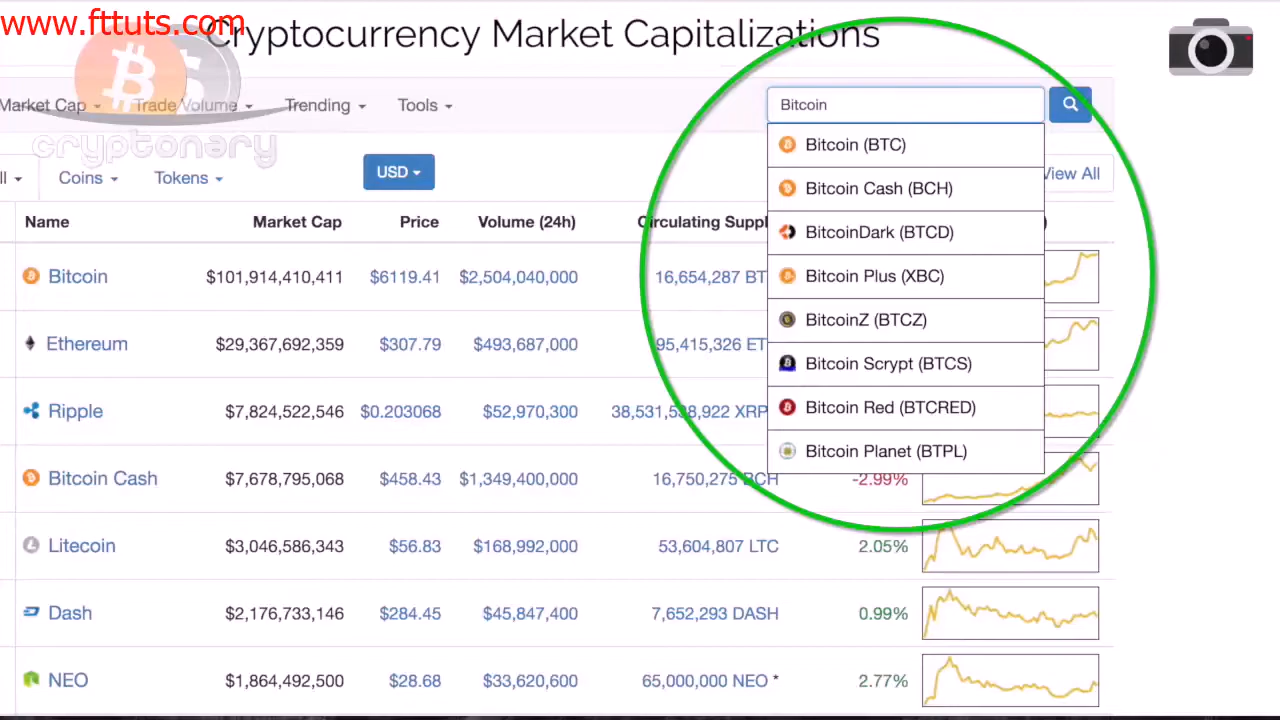 www.fttuts.com
Cryptocurrency Market Capitalizations
Market Cap Trade Volume Trending Tools
Bitcoin
cryptonary
Bitcoin (BTC)
Coins Tokens USD View All
Bitcoin Cash (BCH)
Name Market Cap Price Volume (24h) Circulating Suppl
BitcoinDark (BTCD)
Bitcoin $101,914,410,411 $6119.41 $2,504,040,000 16,654,287 BT
Bitcoin Plus (XBC)
BitcoinZ (BTCZ)
Ethereum $29,367,692,359 $307.79 $493,687,000 95,415,326 ET
Bitcoin Scrypt (BTCS)
Ripple $7,824,522,546 $0.203068 $52,970,300 38,531,538,922 XRP
Bitcoin Red (BTCRED)
Bitcoin Planet (BTPL)
Bitcoin Cash $7,678,795,068 $458.43 $1,349,400,000 16,750,275 BCH -2.99%
Litecoin $3,046,586,343 $56.83 $168,992,000 53,604,807 LTC 2.05%
Dash $2,176,733,146 $284.45 $45,847,400 7,652,293 DASH 0.99%
NEO $1,864,492,500 $28.68 $33,620,600 65,000,000 NEO * 2.77%